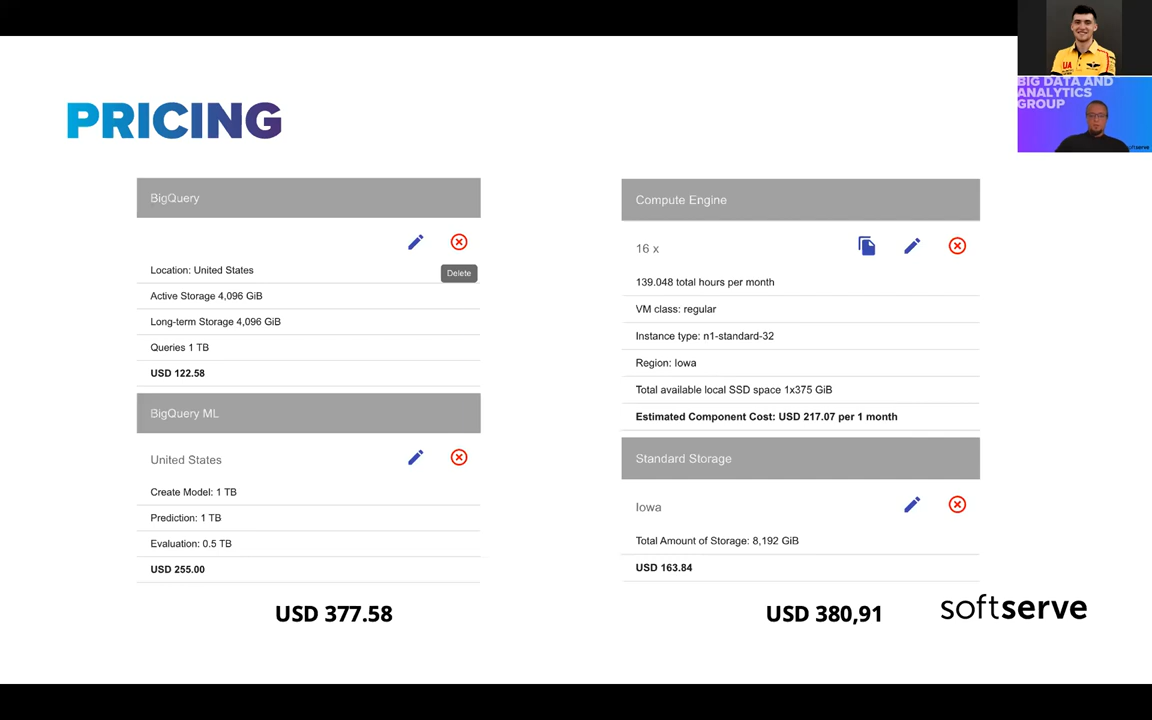 PRICING
BigQuery
Delete
Location: United States
Active Storage 4,096 GiB
Long-term Storage 4,096 GiB
Queries 1 TB
USD 122.58
BigQuery ML
United States
Create Model: 1 TB
Prediction: 1 TB
Evaluation: 0.5 TB
USD 255.00
USD 377.58
Compute Engine
16 x
139.048 total hours per month
VM class: regular
Instance type: n1-standard-32
Region: Iowa
Total available local SSD space 1x375 GiB
Estimated Component Cost: USD 217.07 per 1 month
Standard Storage
Iowa
Total Amount of Storage: 8,192 GiB
USD 163.84
USD 380,91
softserve
UA
BIG DATA AND
ANALYTICS
GROUP
softserve